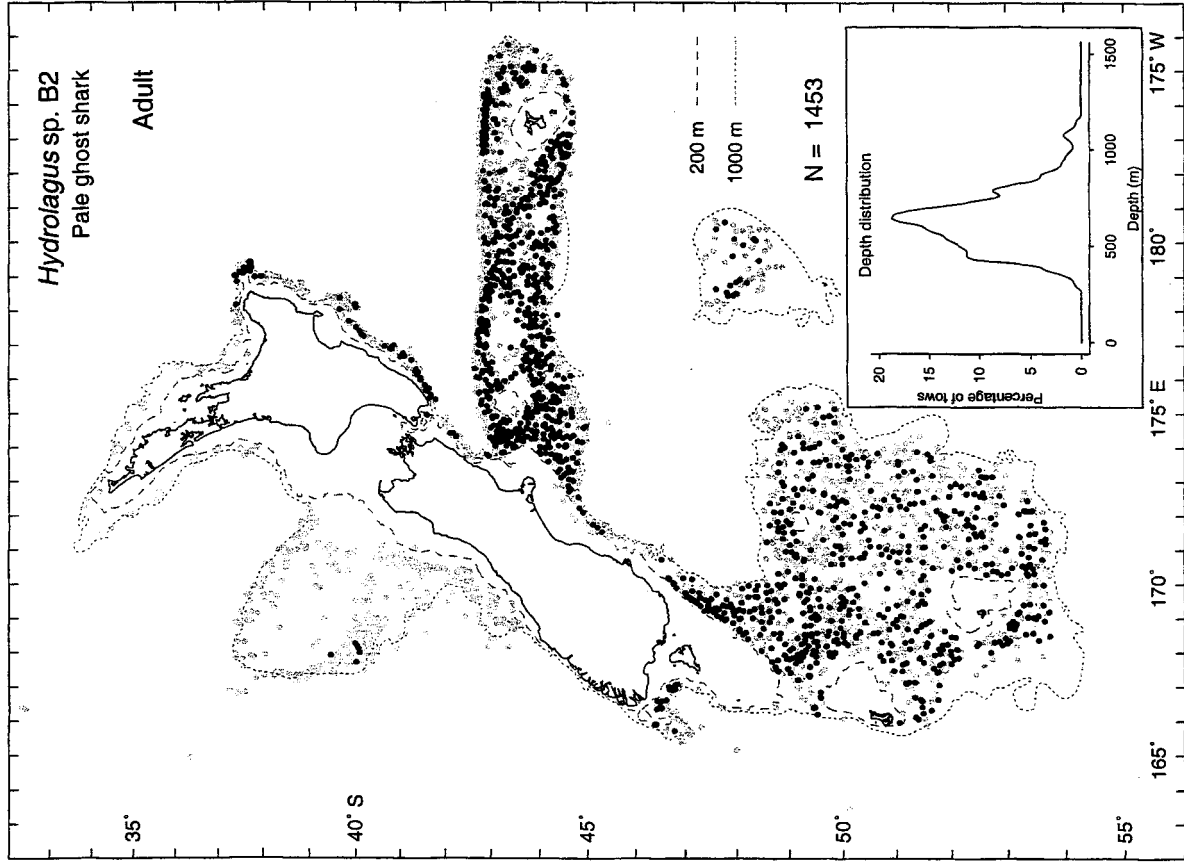 Hydrolagus sp. B2
Pale ghost shark
Adult
35°
40° S
45°
50°
55°
165°
170°
175° E
180°
175° W
200 m
1000 m
N = 1453
Depth distribution
Percentage of tows
20
15
10
5
0
0
500
1000
1500
Depth (m)